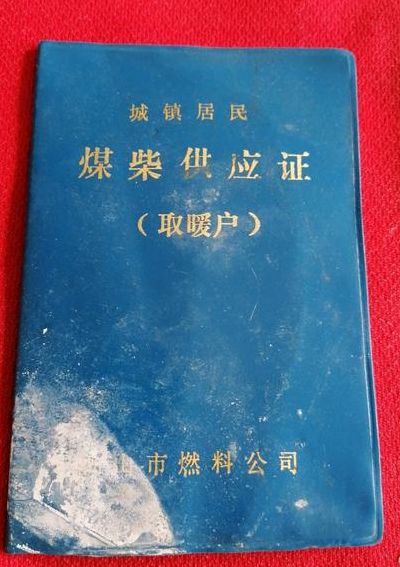 城镇居民
煤柴供应证
（取暖户）
市燃料公司